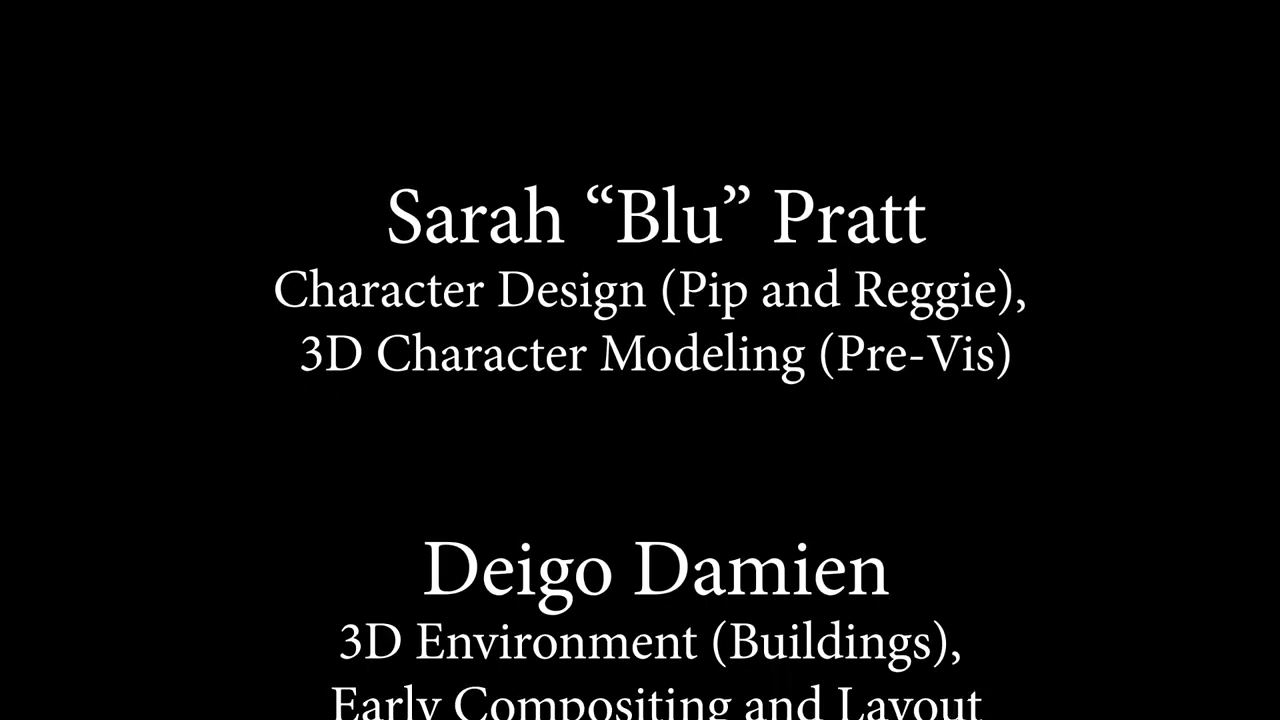 Sarah “Blu” Pratt
Character Design (Pip and Reggie),
3D Character Modeling (Pre-Vis)
Deigo Damien
3D Environment (Buildings),
Early Compositing and Layout